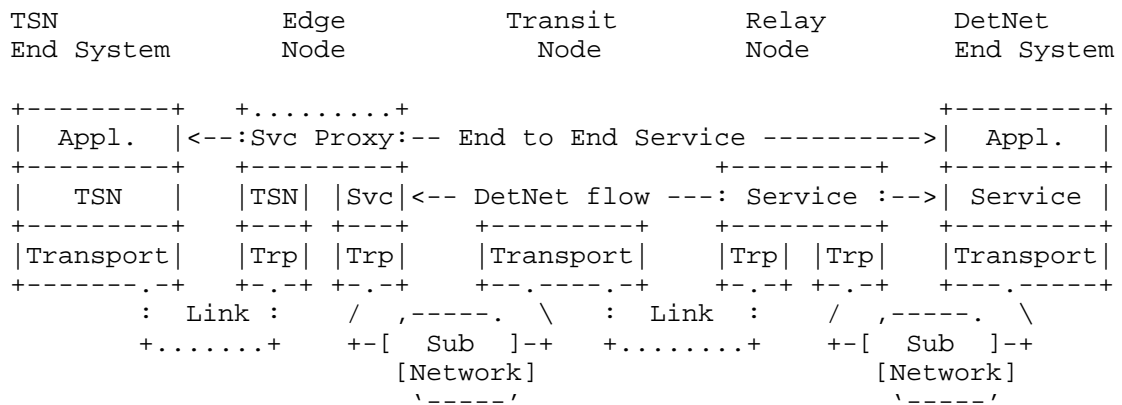 TSN              Edge          Transit        Relay        DetNet
End System       Node            Node         Node         End System

+---------+    +.........+                                 +---------+
|  Appl.  |<--:Svc Proxy:-- End to End Service ----------->|  Appl.  |
+---------+    +---------+                   +---------+   +---------+
|   TSN   |    |TSN| |Svc|<-- DetNet flow ---: Service :-->| Service |
+---------+    +---+ +---+    +---------+    +---------+   +---------+
|Transport|    |Trp| |Trp|    |Transport|    |Trp| |Trp|   |Transport|
+-------.-+    +-.-+ +-.-+    +--.----.-+    +-.-+ +-.-+   +---.-----+
        :  Link :    /  ,-----.  \   :  Link  :    /  ,-----.  \
        +.......+    +-[  Sub  ]-+   +........+    +-[  Sub  ]-+
                       [Network]                     [Network]
                        `-----'                       `-----'